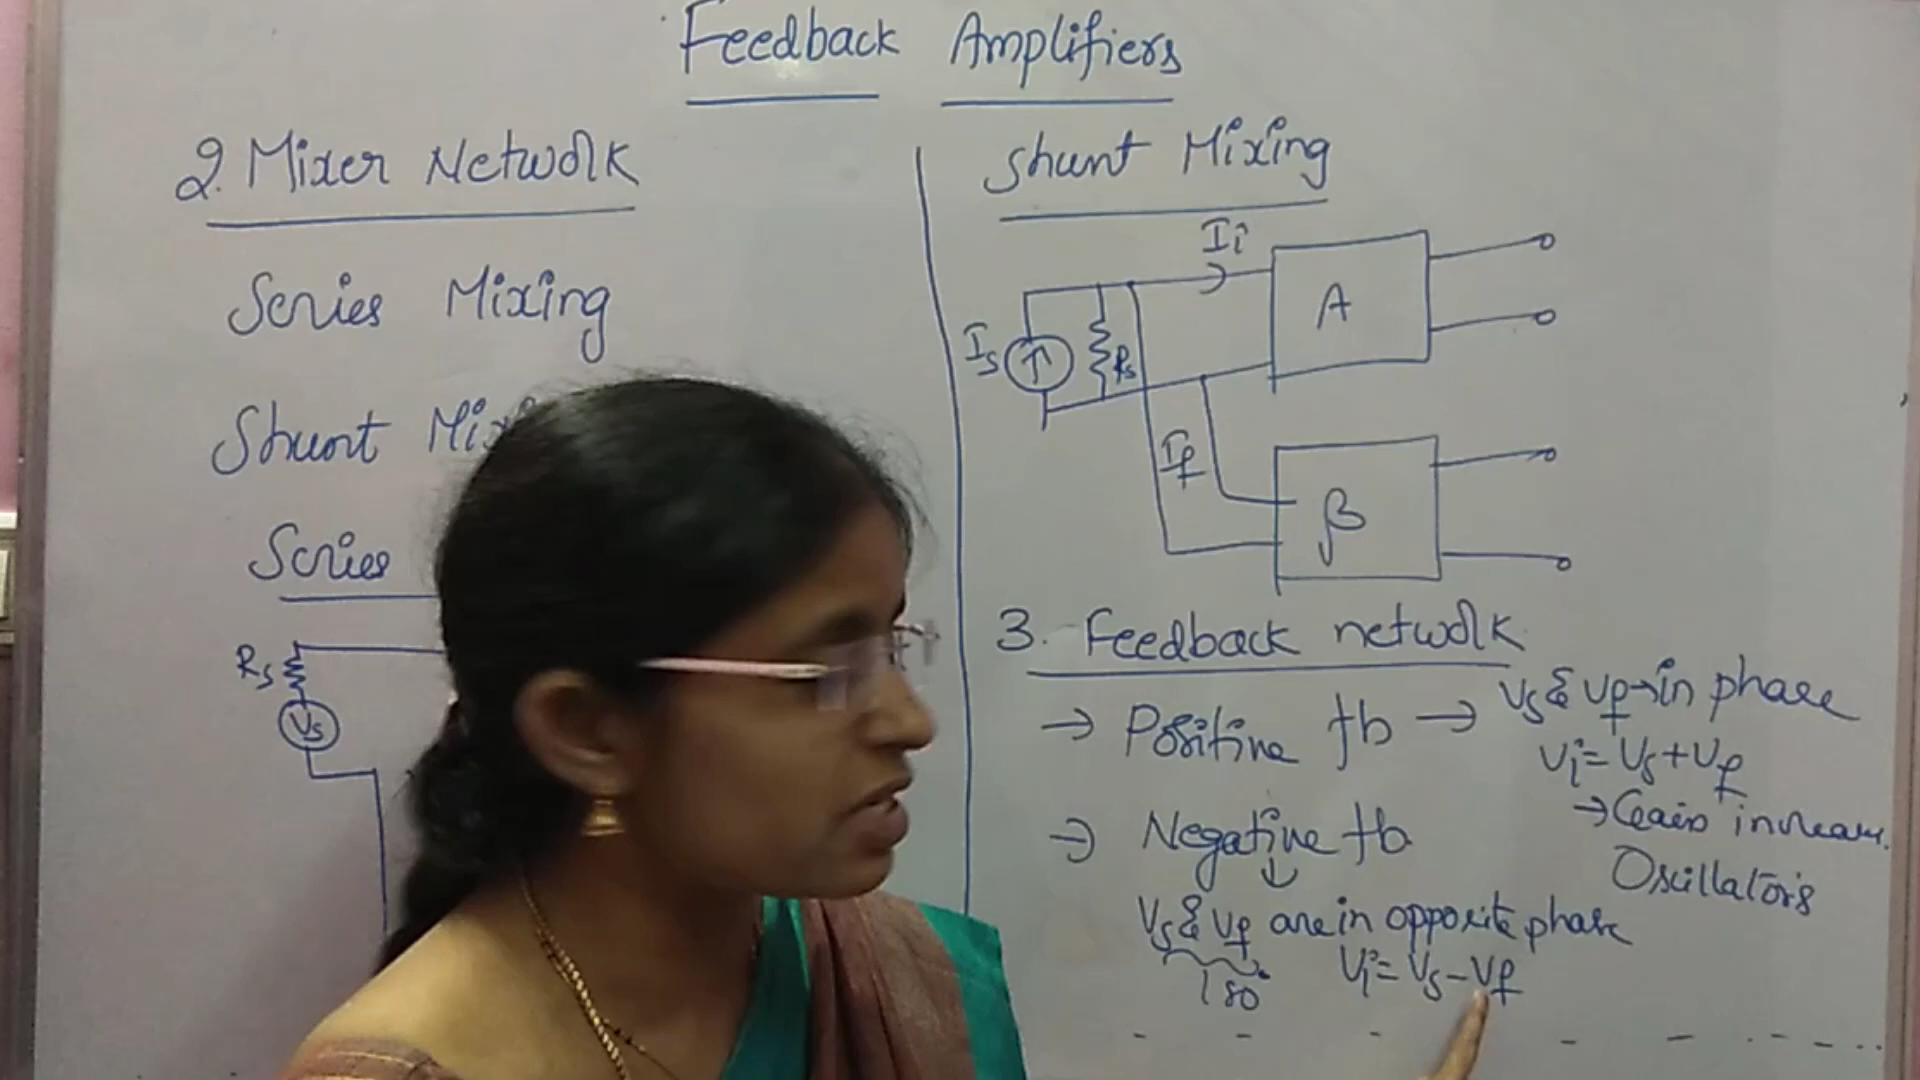 Feedback Amplifiers
2. Mixer Network
Series Mixing
Shunt
Series
Rs
Vs
Shunt Mixing
Ii
A
Is
Rs
If
β
3. Feedback network
→ Positive fb → Vs & Vf → in phase
Vi = Vs + Vf
→ Gain increases
Oscillators
→ Negative fb
↓
Vs & Vf are in opposite phase
180° Vi = Vs - Vf